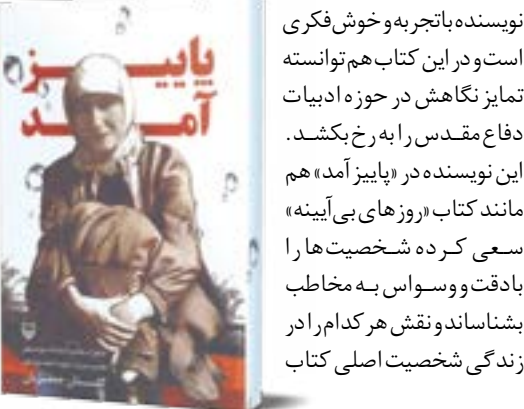 نویسنده باتجربه و خوش‌فکری
است و در این کتاب هم توانسته
تمایز نگاهش در حوزه ادبیات
دفاع مقدس را به رخ بکشد.
این نویسنده در «پاییز آمد» هم
مانند کتاب «روزهای بی‌آیینه»
سعی کرده شخصیت‌ها را
بادقت و وسواس به مخاطب
بشناساند و نقش هر کدام را در
زندگی شخصیت اصلی کتاب
پاییز
آمد